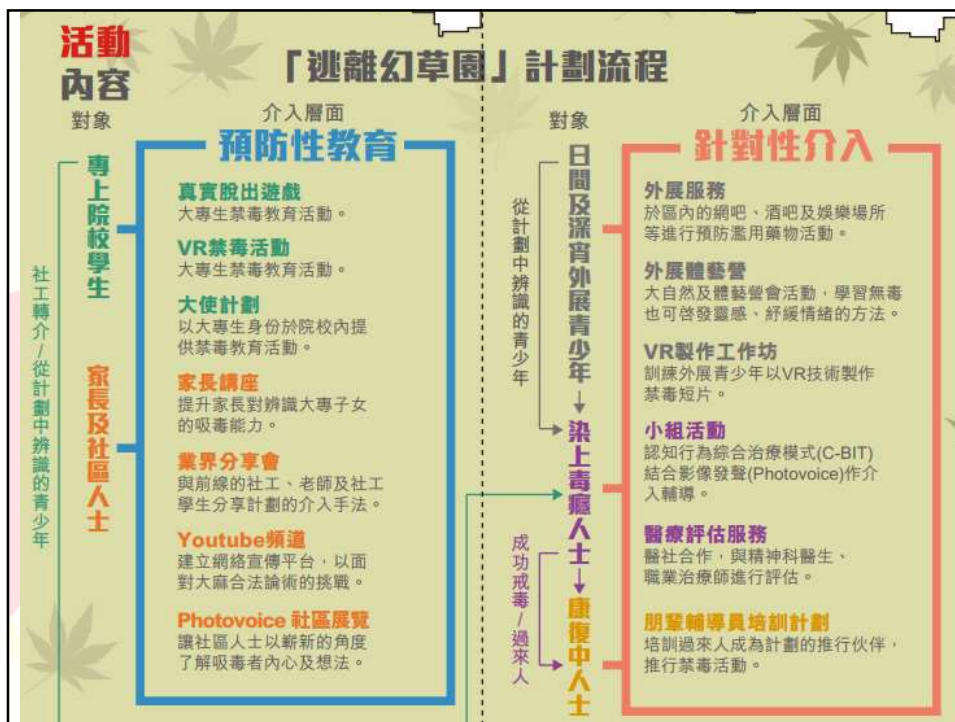 活動
內容
「逃離幻草園」計劃流程
對象
介入層面
預防性教育
專上院校學生
真實脫出遊戲
大專生禁毒教育活動。
VR禁毒活動
大專生禁毒教育活動。
大使計劃
以大專生身份於院校內提
供禁毒教育活動。
家長及社區人士
家長講座
提升家長對辨識大專子女
的吸毒能力。
業界分享會
與前線的社工、老師及社工
學生分享計劃的介入手法。
Youtube頻道
建立網絡宣傳平台，以面
對大麻合法論術的挑戰。
Photovoice 社區展覽
讓社區人士以嶄新的角度
了解吸毒者內心及想法。
社工轉介/從計劃中辨識的青少年
對象
介入層面
針對性介入
日間及深宵外展青少年
從計劃中辨識的青少年
外展服務
於區內的網吧、酒吧及娛樂場所
等進行預防濫用藥物活動。
外展體藝營
大自然及體藝營會活動，學習無毒
也可啓發靈感、紓緩情緒的方法。
VR製作工作坊
訓練外展青少年以VR技術製作
禁毒短片。
染上毒癮人士
小組活動
認知行為綜合治療模式(C-BIT)
結合影像發聲(Photovoice)作介
入輔導。
醫療評估服務
醫社合作，與精神科醫生、
職業治療師進行評估。
成功戒毒/過來人
康復中人士
朋輩輔導員培訓計劃
培訓過來人成為計劃的推行伙伴，
推行禁毒活動。